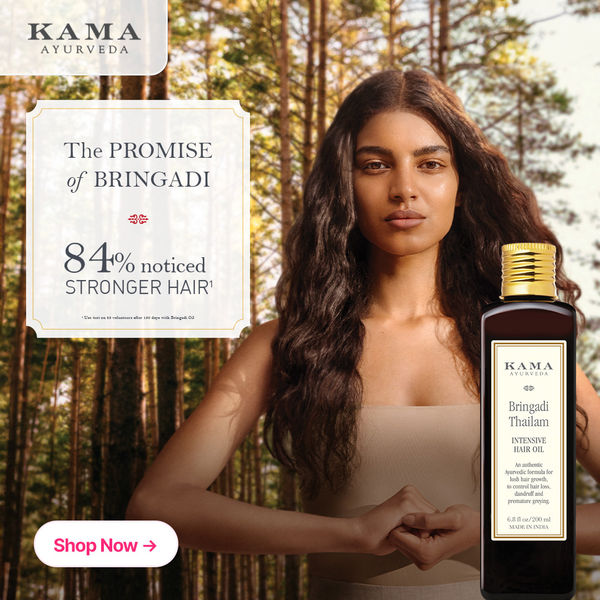 KAMA
AYURVEDA
The PROMISE
of BRINGADI
84% noticed
STRONGER HAIR¹
Shop Now →
KAMA
AYURVEDA
Bringadi
Thailam
INTENSIVE
HAIR OIL
An authentic
Ayurvedic formula for
lush hair growth,
to control hair loss,
dandruff and
premature greying.
6.8 fl oz/200 ml
MADE IN INDIA